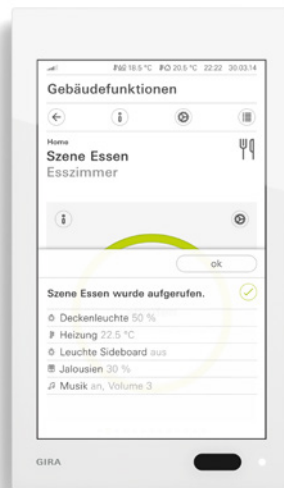 18.5 °C 20.5 °C 22:22 30.03.14
Gebäudefunktionen
Home
Szene Essen
Esszimmer
ok
Szene Essen wurde aufgerufen.
Deckenleuchte 50 %
Heizung 22.5 °C
Leuchte Sideboard aus
Jalousien 30 %
Musik an, Volume 3
GIRA